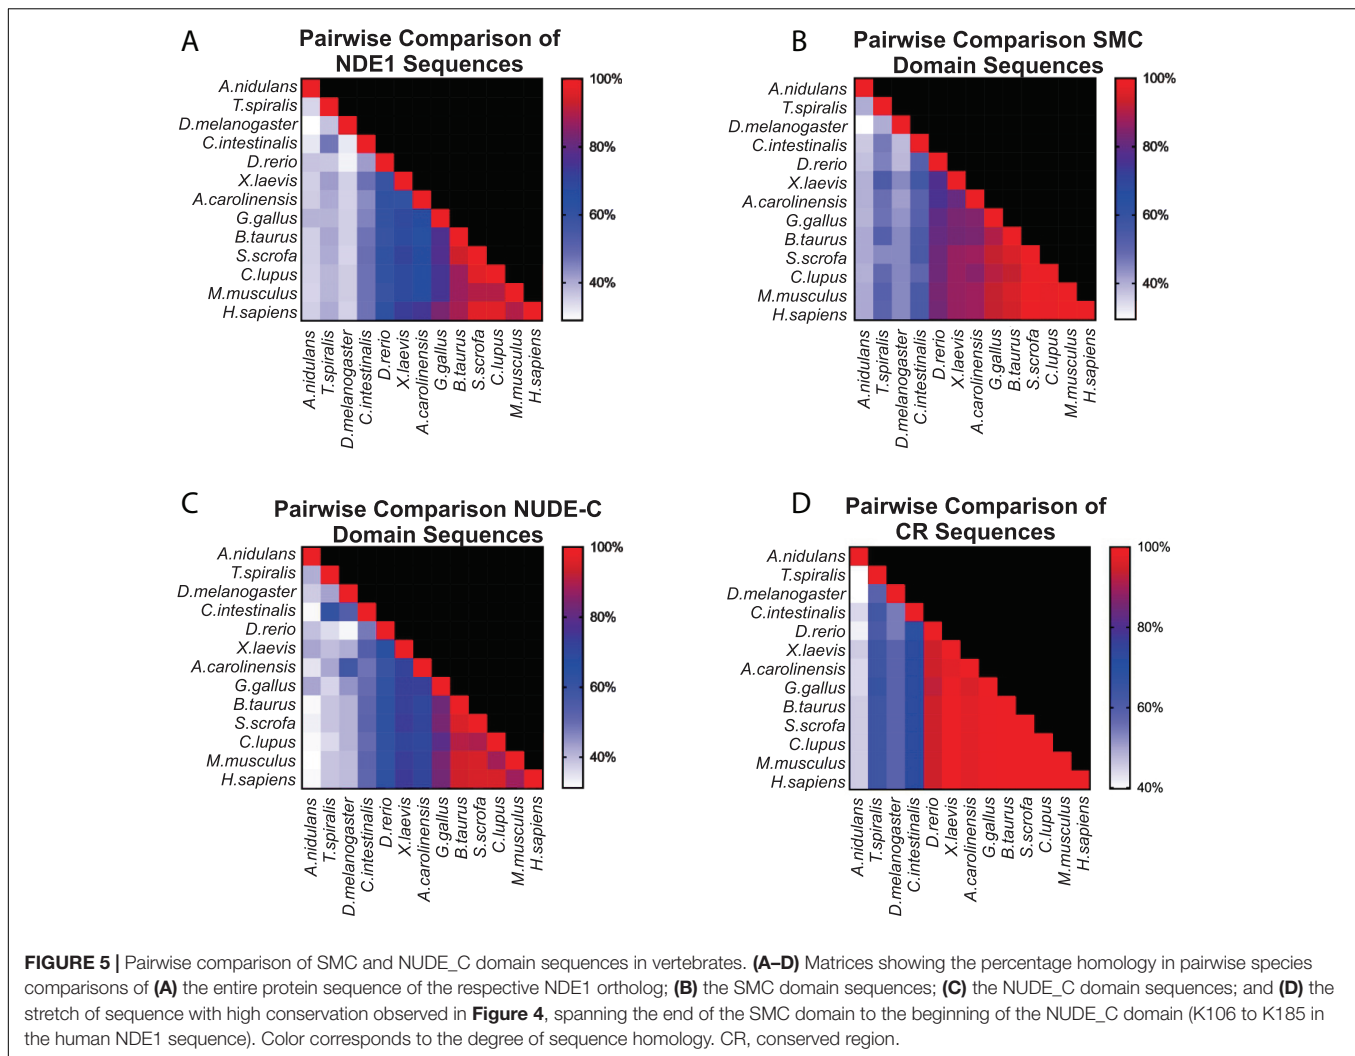 A
Pairwise Comparison of
NDE1 Sequences
A.nidulans
T.spiralis
D.melanogaster
C.intestinalis
D.rerio
X.laevis
A.carolinensis
G.gallus
B.taurus
S.scrofa
C.lupus
M.musculus
H.sapiens
100%
80%
60%
40%
A.nidulans
T.spiralis
D.melanogaster
C.intestinalis
D.rerio
X.laevis
A.carolinensis
G.gallus
B.taurus
S.scrofa
C.lupus
M.musculus
H.sapiens
B
Pairwise Comparison SMC
Domain Sequences
A.nidulans
T.spiralis
D.melanogaster
C.intestinalis
D.rerio
X.laevis
A.carolinensis
G.gallus
B.taurus
S.scrofa
C.lupus
M.musculus
H.sapiens
100%
80%
60%
40%
A.nidulans
T.spiralis
D.melanogaster
C.intestinalis
D.rerio
X.laevis
A.carolinensis
G.gallus
B.taurus
S.scrofa
C.lupus
M.musculus
H.sapiens
C
Pairwise Comparison NUDE-C
Domain Sequences
A.nidulans
T.spiralis
D.melanogaster
C.intestinalis
D.rerio
X.laevis
A.carolinensis
G.gallus
B.taurus
S.scrofa
C.lupus
M.musculus
H.sapiens
100%
80%
60%
40%
A.nidulans
T.spiralis
D.melanogaster
C.intestinalis
D.rerio
X.laevis
A.carolinensis
G.gallus
B.taurus
S.scrofa
C.lupus
M.musculus
H.sapiens
D
Pairwise Comparison of
CR Sequences
A.nidulans
T.spiralis
D.melanogaster
C.intestinalis
D.rerio
X.laevis
A.carolinensis
G.gallus
B.taurus
S.scrofa
C.lupus
M.musculus
H.sapiens
100%
80%
60%
40%
A.nidulans
T.spiralis
D.melanogaster
C.intestinalis
D.rerio
X.laevis
A.carolinensis
G.gallus
B.taurus
S.scrofa
C.lupus
M.musculus
H.sapiens
FIGURE 5 | Pairwise comparison of SMC and NUDE_C domain sequences in vertebrates. (A–D) Matrices showing the percentage homology in pairwise species
comparisons of (A) the entire protein sequence of the respective NDE1 ortholog; (B) the SMC domain sequences; (C) the NUDE_C domain sequences; and (D) the
stretch of sequence with high conservation observed in Figure 4, spanning the end of the SMC domain to the beginning of the NUDE_C domain (K106 to K185 in
the human NDE1 sequence). Color corresponds to the degree of sequence homology. CR, conserved region.